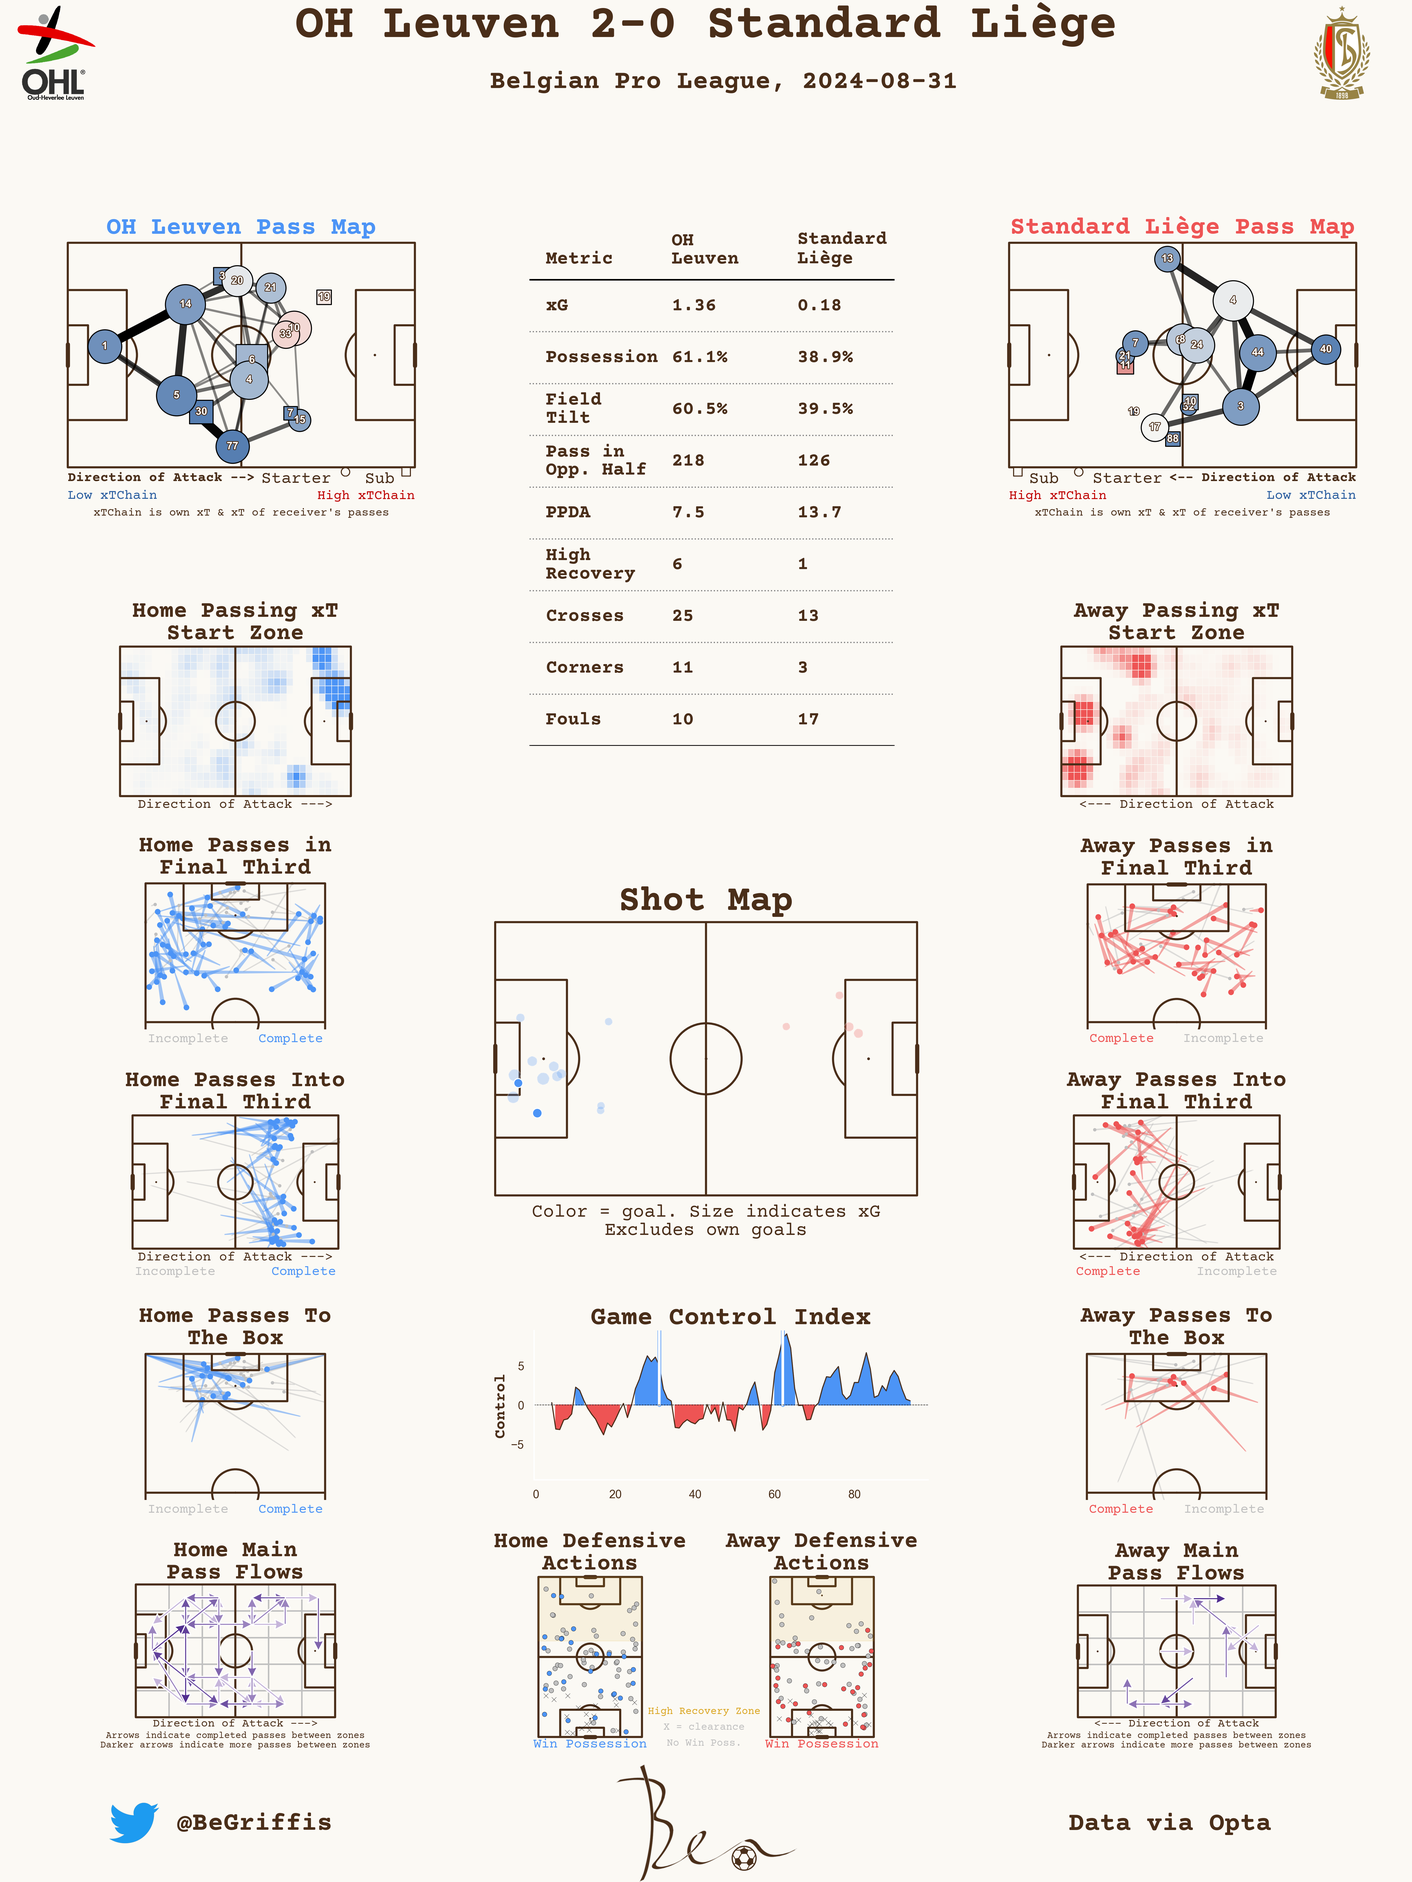 OH Leuven 2-0 Standard Liège
Belgian Pro League, 2024-08-31
OHL®
Oud-Heverlee Leuven
1898
OH Leuven Pass Map
3
20
21
19
14
10
33
1
6
4
5
30
7
15
77
Direction of Attack --> Starter Sub
Low xTChain High xTChain
xTChain is own xT & xT of receiver's passes
Metric OH Leuven Standard Liège
xG 1.36 0.18
Possession 61.1% 38.9%
Field Tilt 60.5% 39.5%
Pass in Opp. Half 218 126
PPDA 7.5 13.7
High Recovery 6 1
Crosses 25 13
Corners 11 3
Fouls 10 17
Standard Liège Pass Map
13
4
7
8
24
44
40
21
11
10
32
3
19
17
88
Sub Starter <-- Direction of Attack
High xTChain Low xTChain
xTChain is own xT & xT of receiver's passes
Home Passing xT
Start Zone
Direction of Attack --->
Away Passing xT
Start Zone
<--- Direction of Attack
Home Passes in
Final Third
Incomplete Complete
Away Passes in
Final Third
Complete Incomplete
Shot Map
Color = goal. Size indicates xG
Excludes own goals
Home Passes Into
Final Third
Direction of Attack --->
Incomplete Complete
Away Passes Into
Final Third
<--- Direction of Attack
Complete Incomplete
Home Passes To
The Box
Incomplete Complete
Game Control Index
Control
5
0
−5
0 20 40 60 80
Away Passes To
The Box
Complete Incomplete
Home Main
Pass Flows
Direction of Attack --->
Arrows indicate completed passes between zones
Darker arrows indicate more passes between zones
Home Defensive
Actions
Win Possession
High Recovery Zone
X = clearance
No Win Poss.
Away Defensive
Actions
Win Possession
Away Main
Pass Flows
<--- Direction of Attack
Arrows indicate completed passes between zones
Darker arrows indicate more passes between zones
@BeGriffis
Ben
Data via Opta